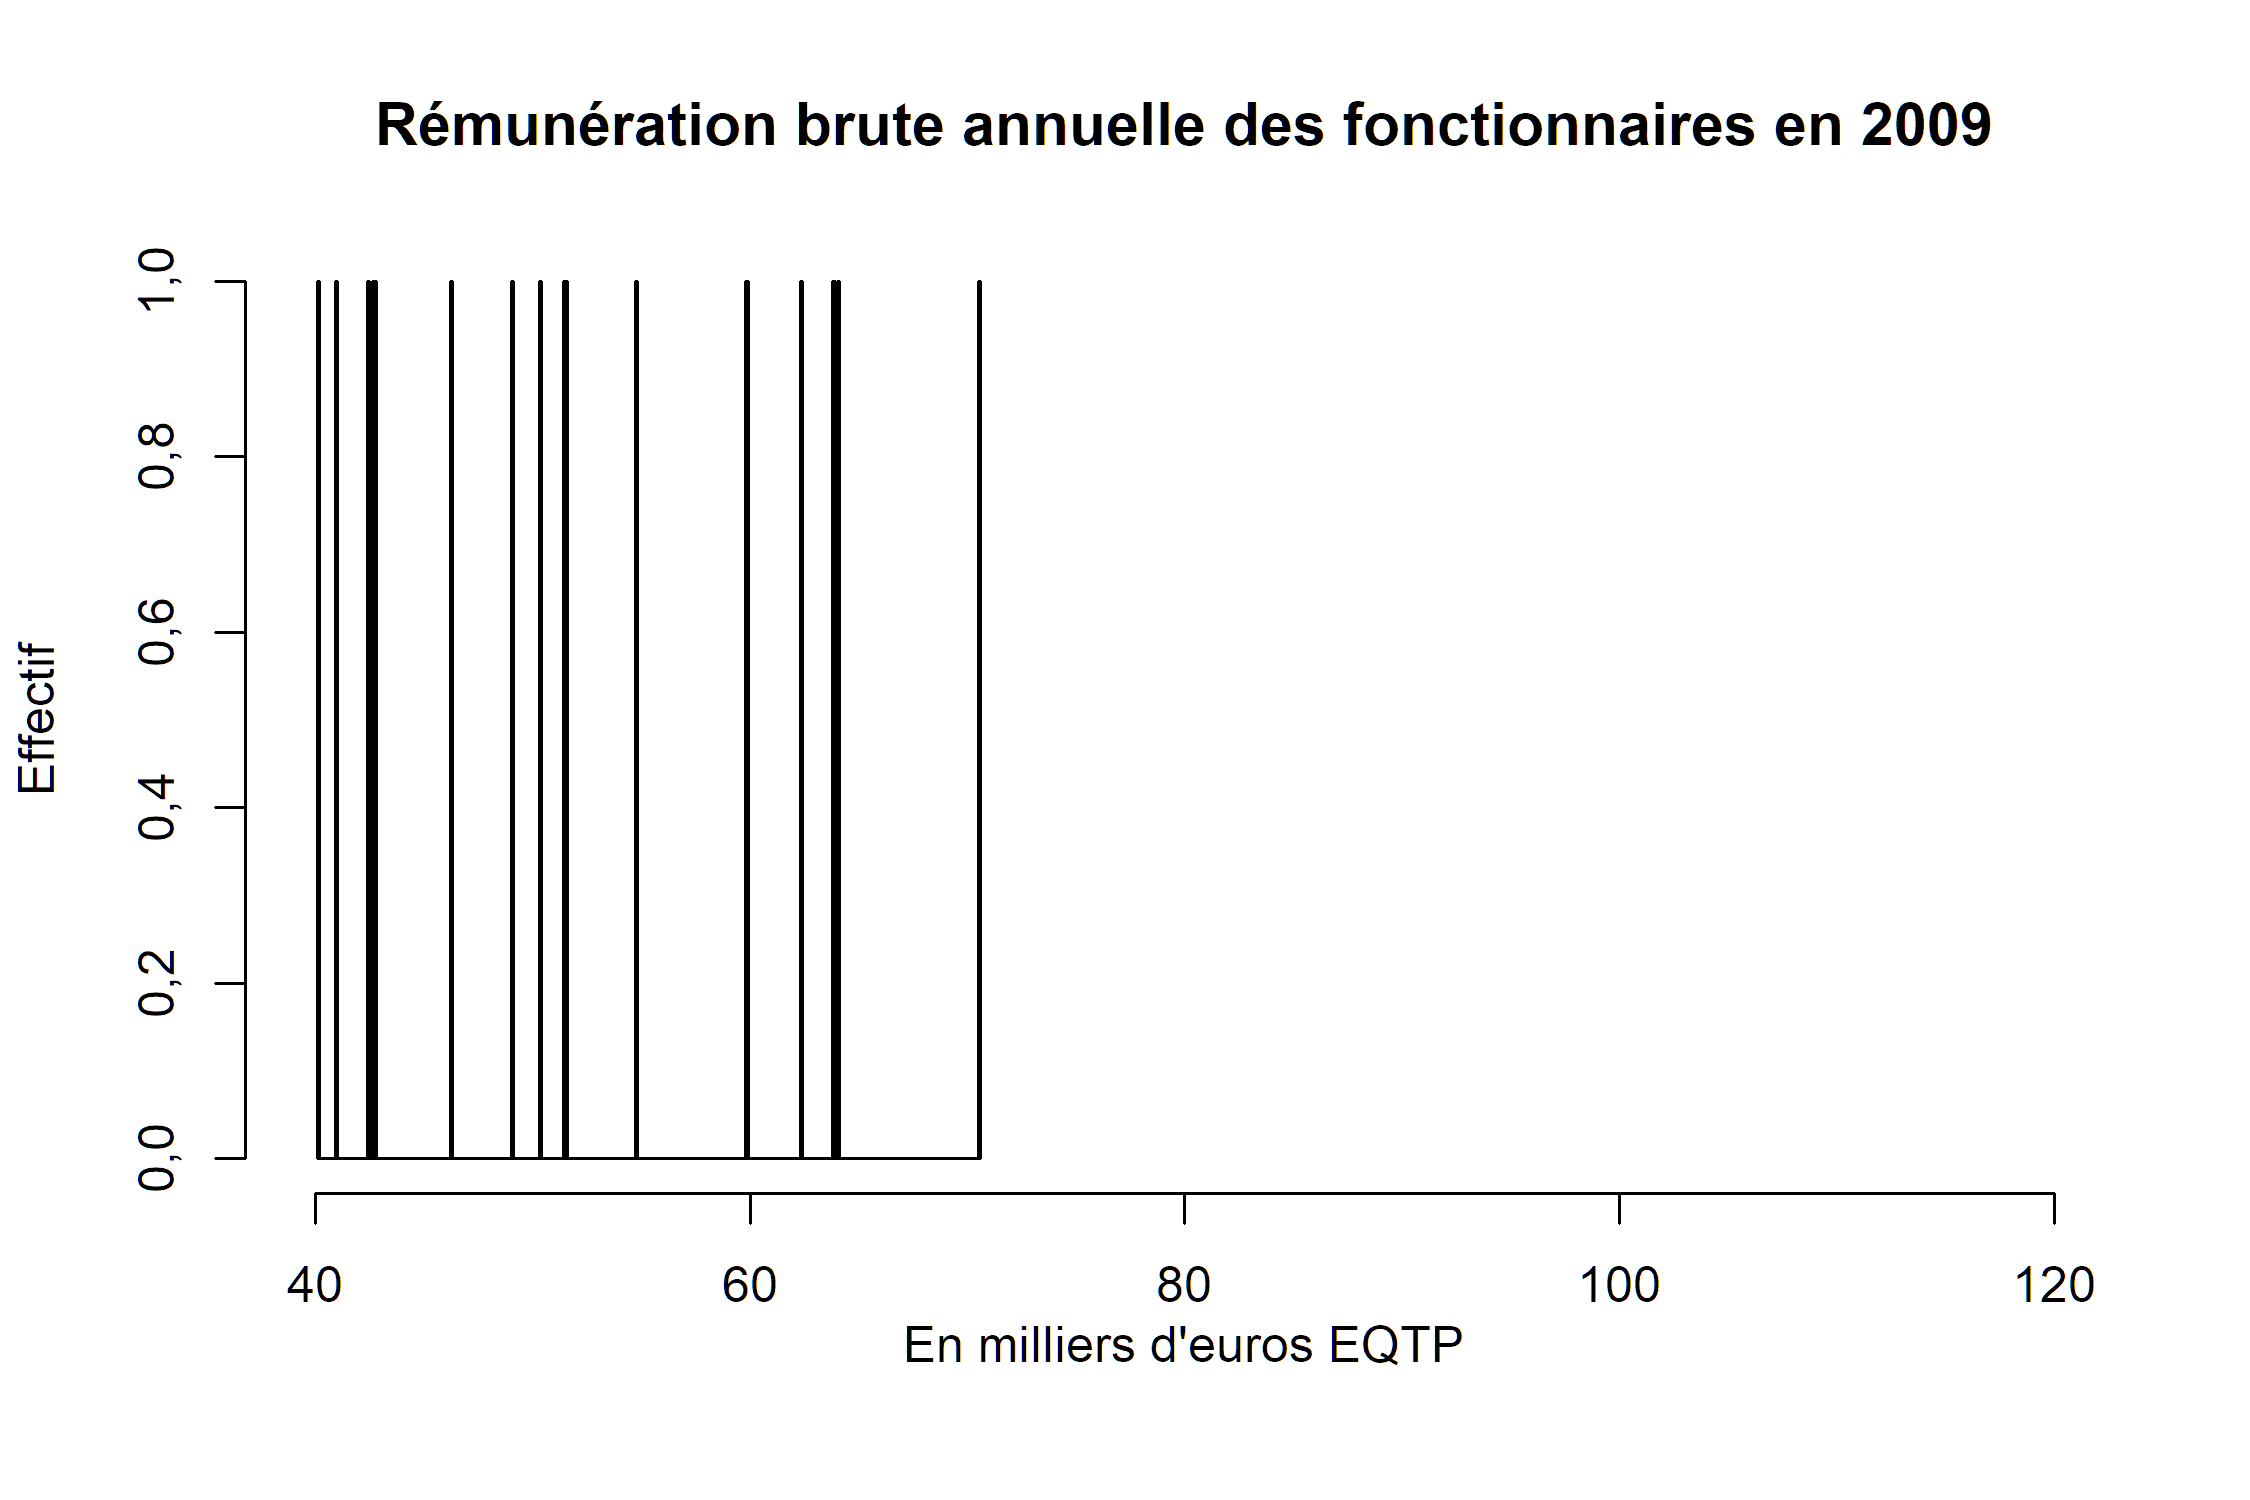 Rémunération brute annuelle des fonctionnaires en 2009
Effectif
1,0
0,8
0,6
0,4
0,2
0,0
40 60 80 100 120
En milliers d'euros EQTP